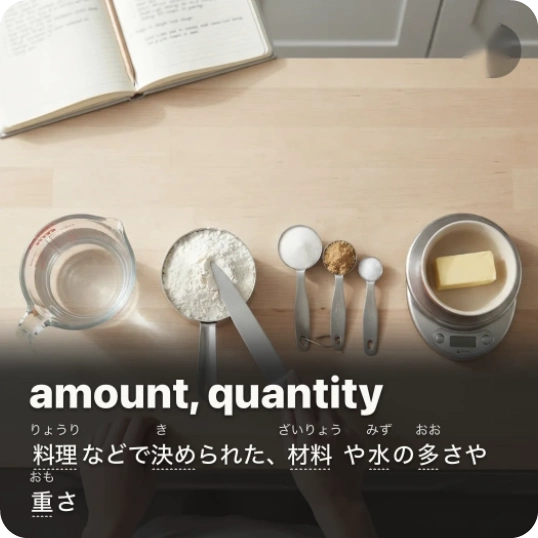 amount, quantity
りょうり き ざいりょう みず おお
料理などで決められた、材料 や水の多さや
おも
重さ